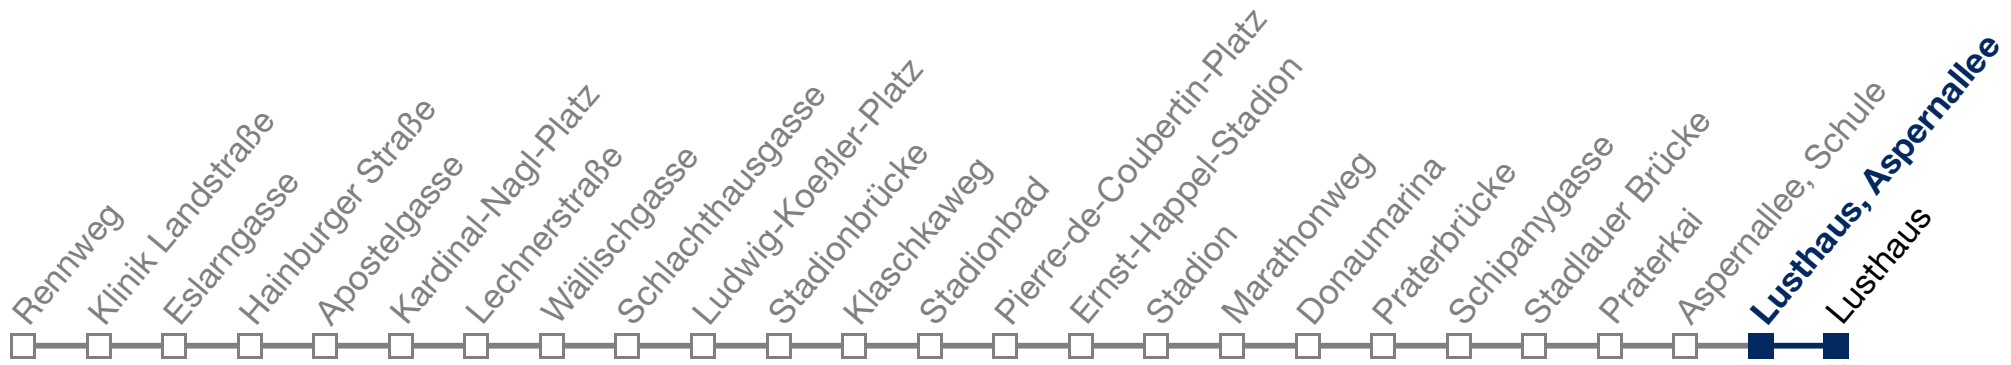 Rennweg
Klinik Landstraße
Eslarngasse
Hainburger Straße
Apostelgasse
Kardinal-Nagl-Platz
Lechnerstraße
Wällischgasse
Schlachthausgasse
Ludwig-Koeßler-Platz
Stadionbrücke
Klaschkaweg
Stadionbad
Pierre-de-Coubertin-Platz
Ernst-Happel-Stadion
Stadion
Marathonweg
Donaumarina
Praterbrücke
Schipanygasse
Stadlauer Brücke
Praterkai
Aspernallee, Schule
Lusthaus, Aspernallee
Lusthaus